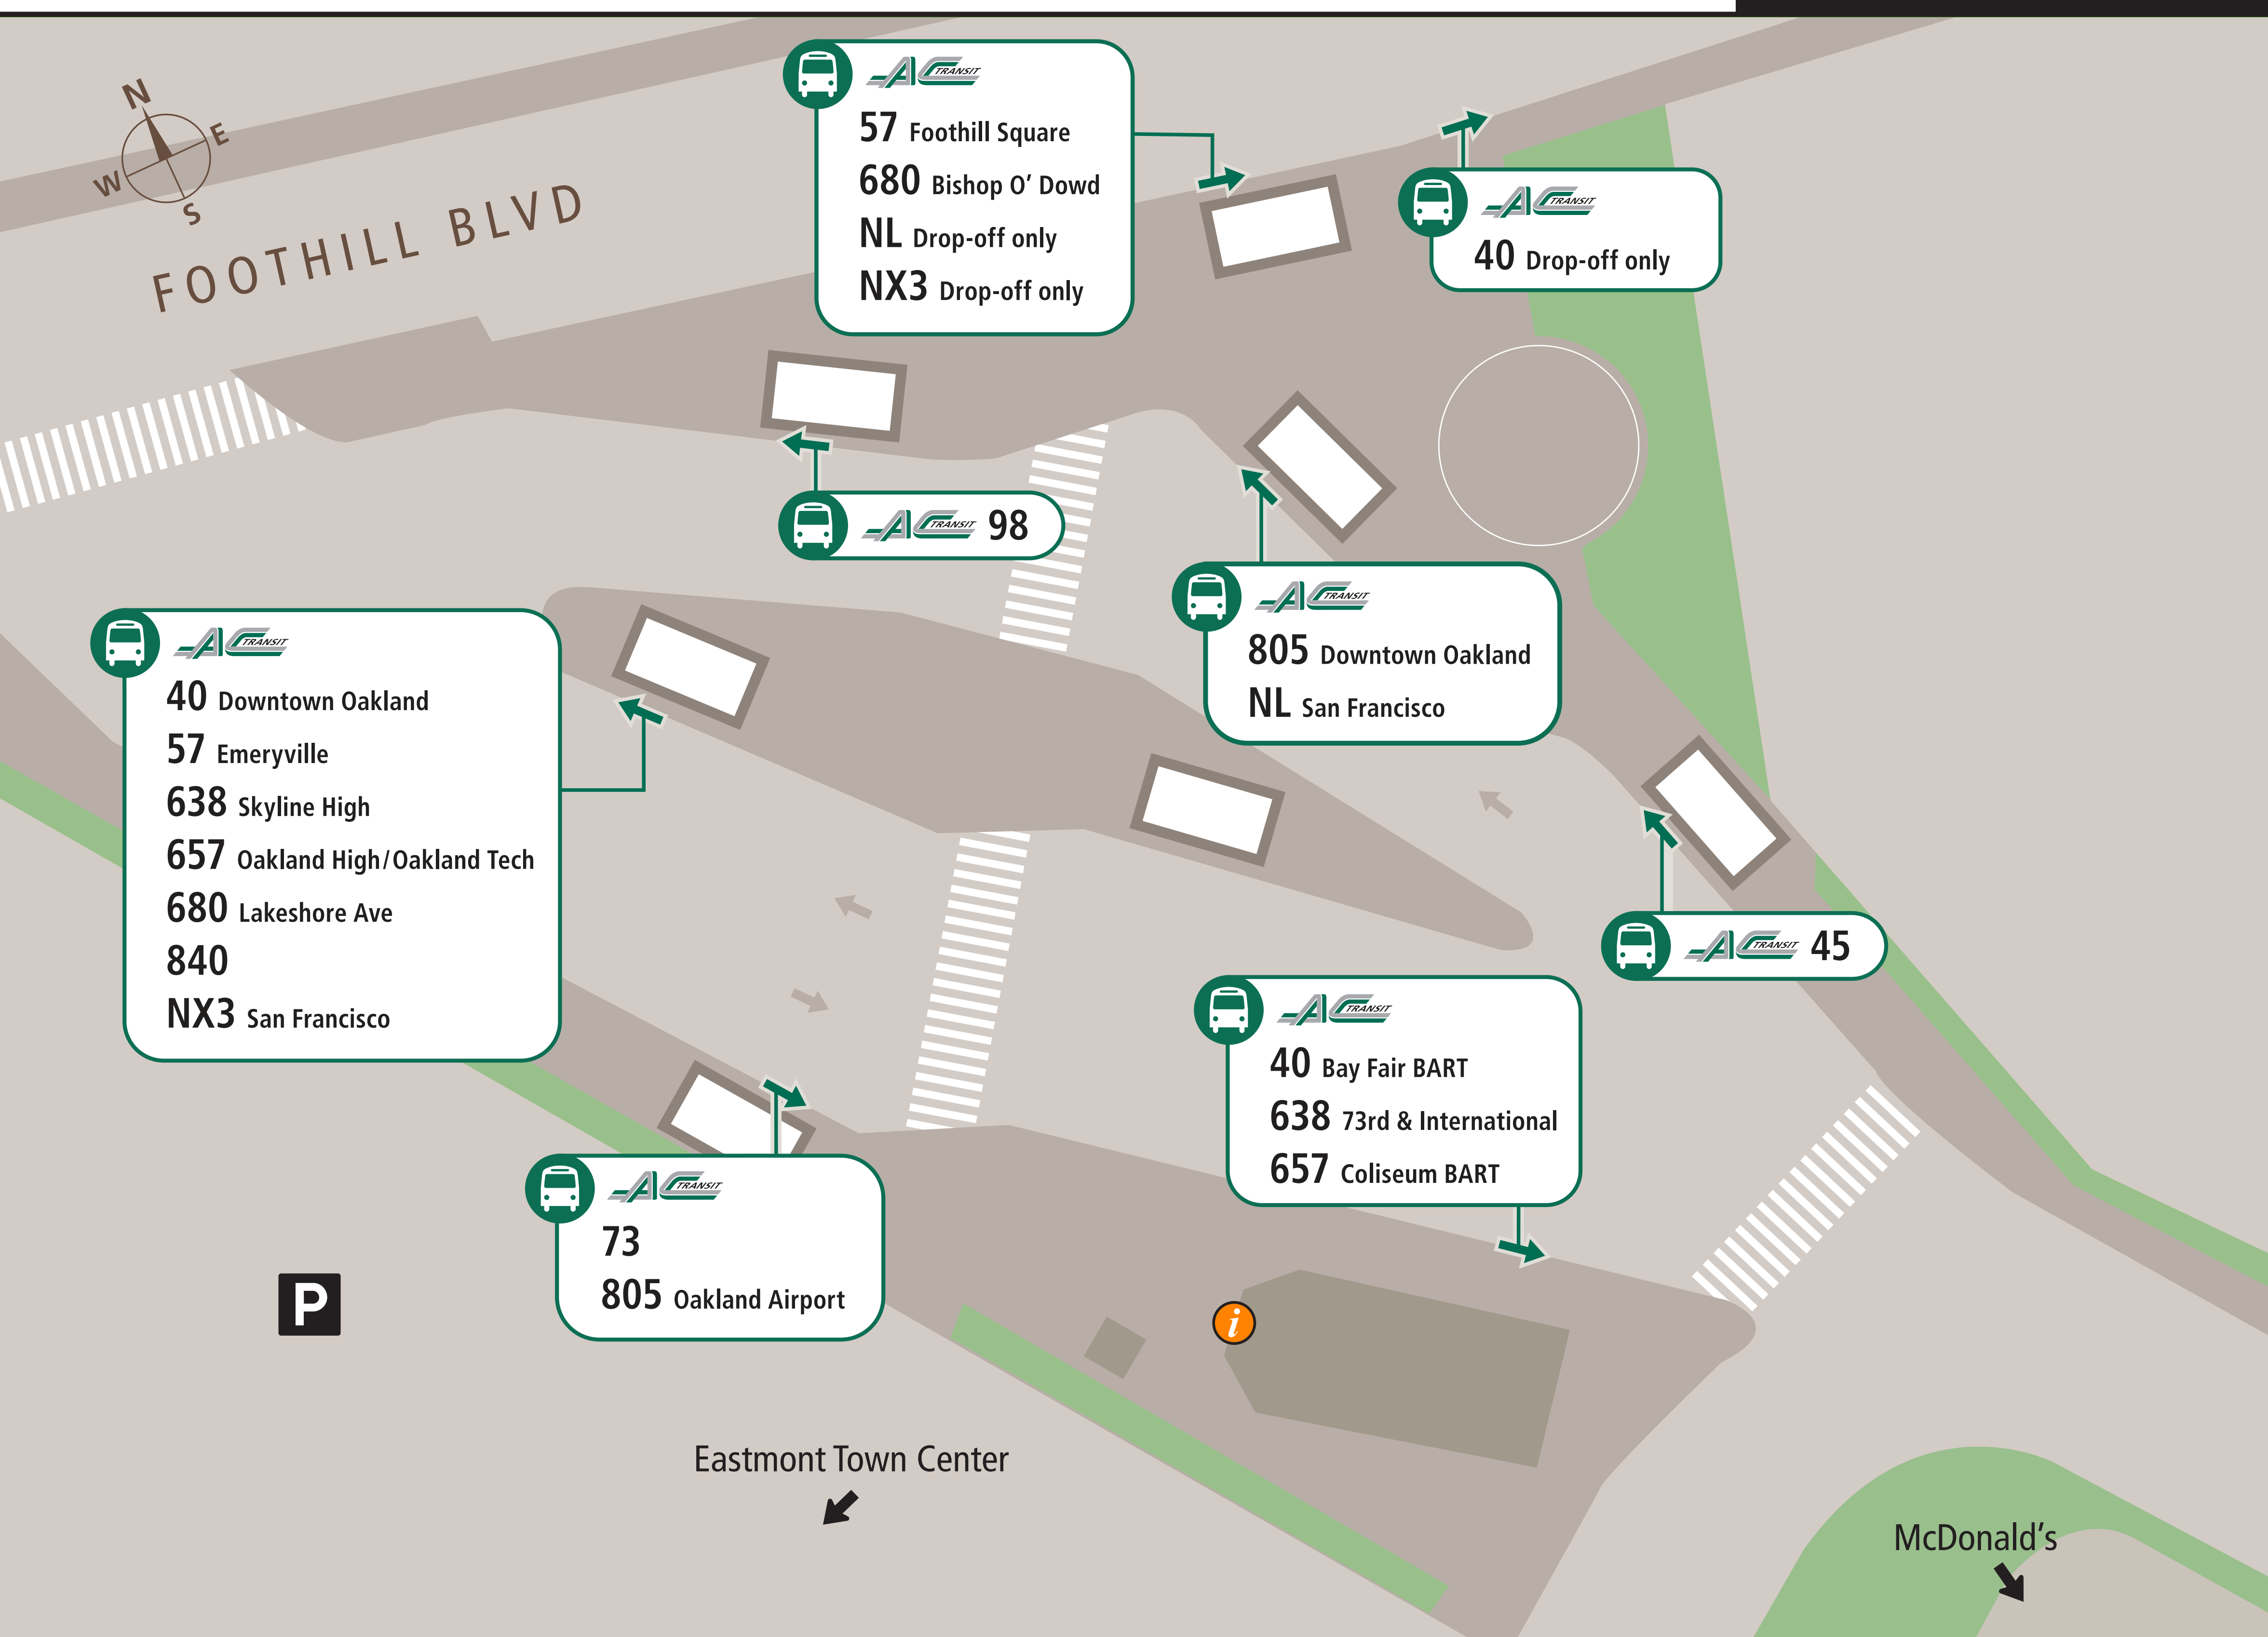 N
E
W
S
FOOTHILL BLVD
AC TRANSIT
57 Foothill Square
680 Bishop O' Dowd
NL Drop-off only
NX3 Drop-off only
AC TRANSIT
40 Drop-off only
AC TRANSIT 98
AC TRANSIT
805 Downtown Oakland
NL San Francisco
AC TRANSIT
40 Downtown Oakland
57 Emeryville
638 Skyline High
657 Oakland High/Oakland Tech
680 Lakeshore Ave
840
NX3 San Francisco
AC TRANSIT 45
AC TRANSIT
40 Bay Fair BART
638 73rd & International
657 Coliseum BART
AC TRANSIT
73
805 Oakland Airport
P
i
Eastmont Town Center
McDonald's